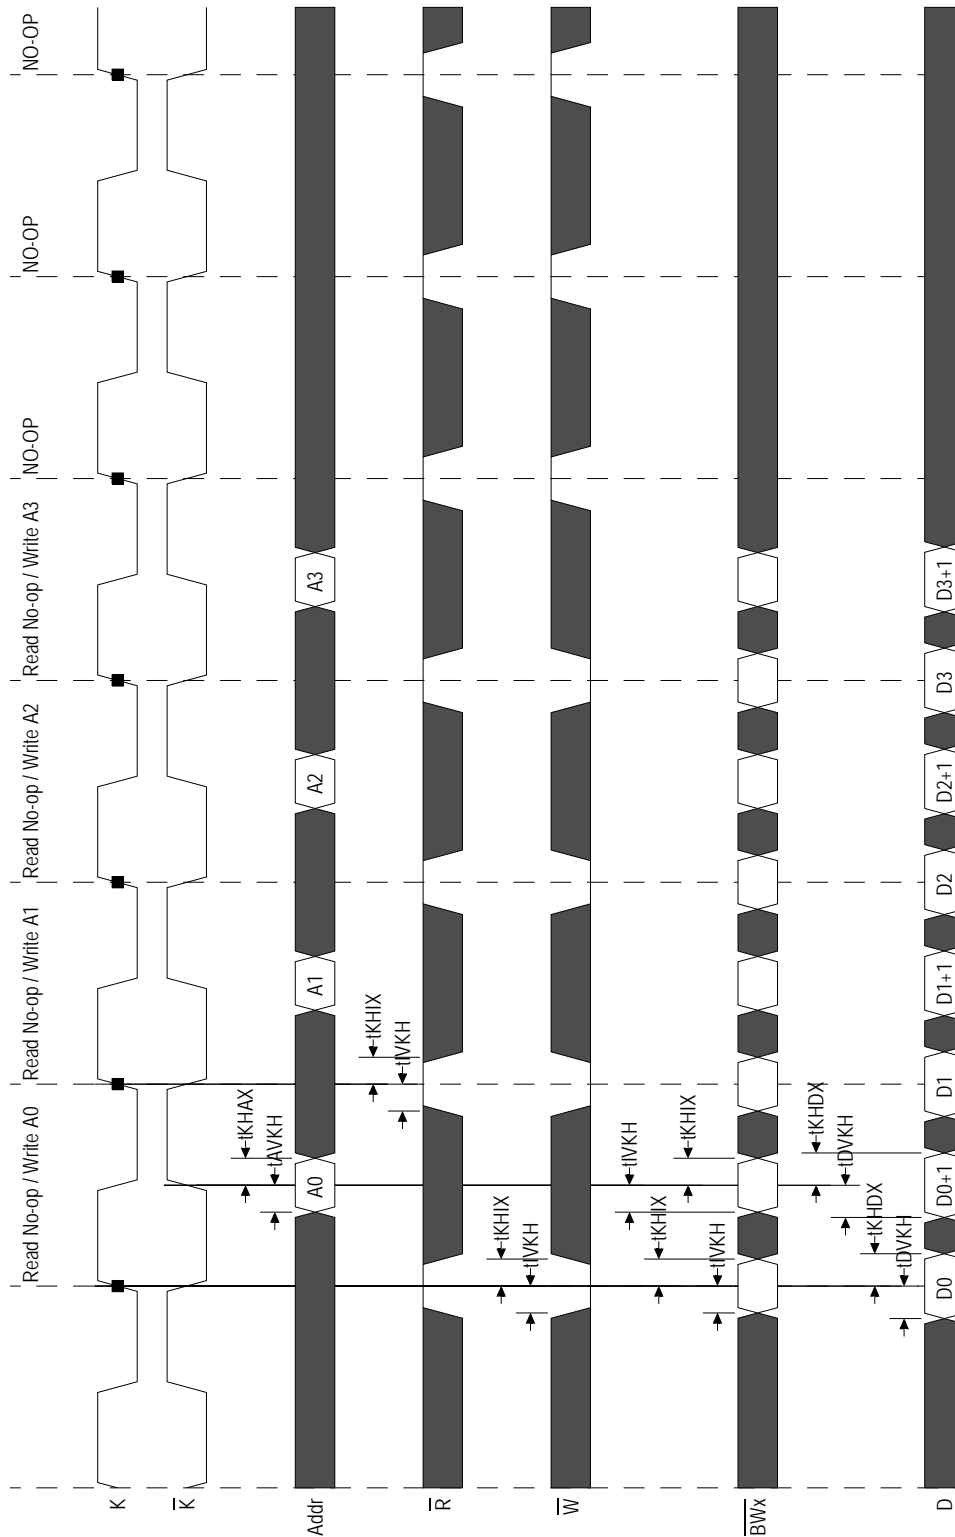 Read No-op / Write A0
Read No-op / Write A1
Read No-op / Write A2
Read No-op / Write A3
NO-OP
NO-OP
NO-OP
K
K̅
tKHAX
tAVKH
Addr
A0
A1
A2
A3
tKHIX
tIVKH
R̅
tKHIX
tIVKH
W̅
tIVKH
tKHIX
tKHIX
tIVKH
B̅W̅x̅
tKHDX
tDVKH
tKHDX
tDVKH
D
D0
D0+1
D1
D1+1
D2
D2+1
D3
D3+1